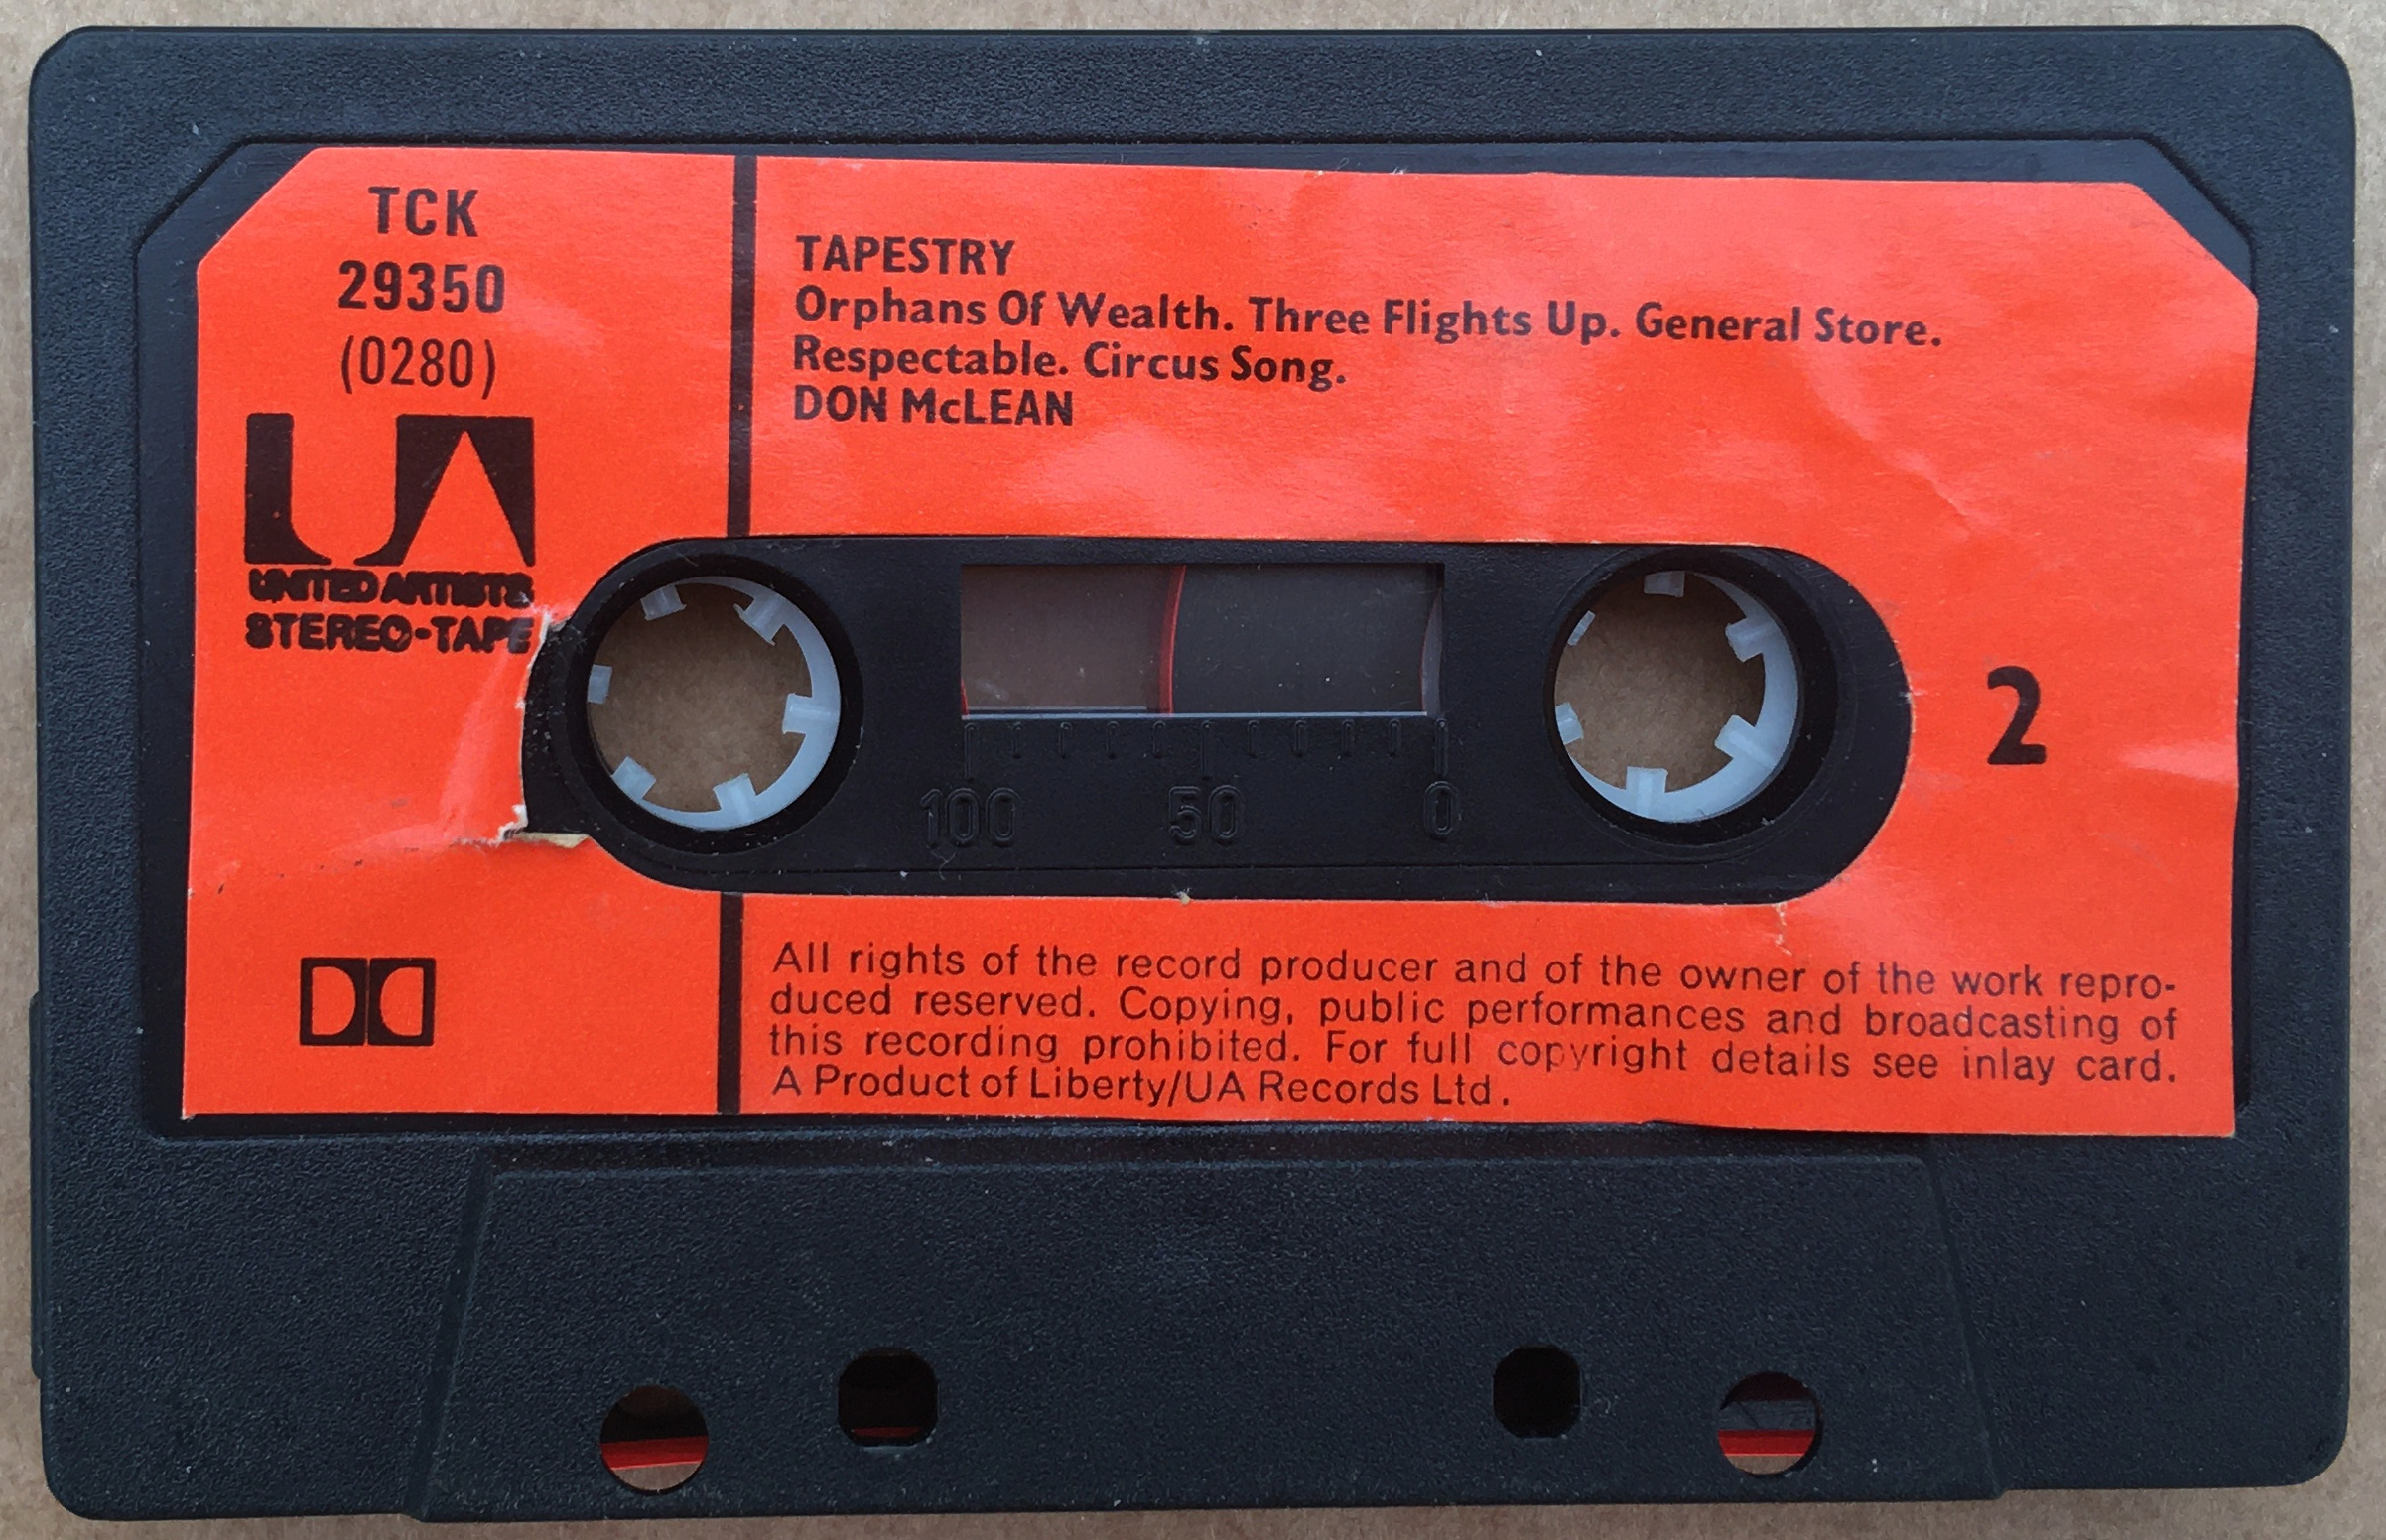 TCK
29350
(0280)
UA
UNITED ARTISTS
STEREO-TAPE
TAPESTRY
Orphans Of Wealth. Three Flights Up. General Store.
Respectable. Circus Song.
DON McLEAN
100 50 0
2
All rights of the record producer and of the owner of the work repro-
duced reserved. Copying, public performances and broadcasting of
this recording prohibited. For full copyright details see inlay card.
A Product of Liberty/UA Records Ltd.